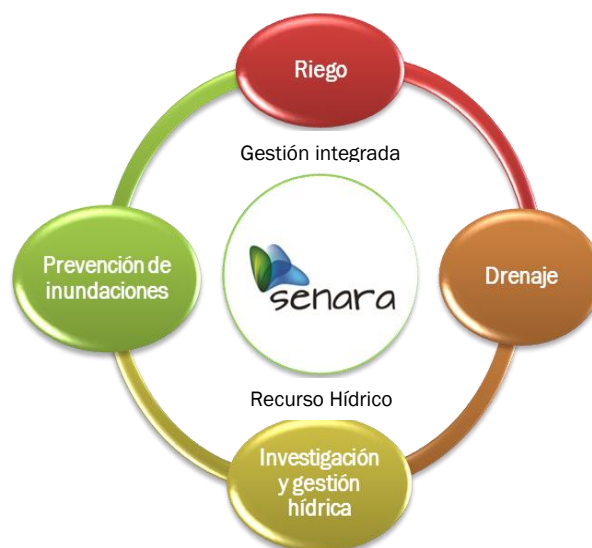 Riego
Gestión integrada
Prevención de
inundaciones
senara
Drenaje
Recurso Hídrico
Investigación
y gestión
hídrica